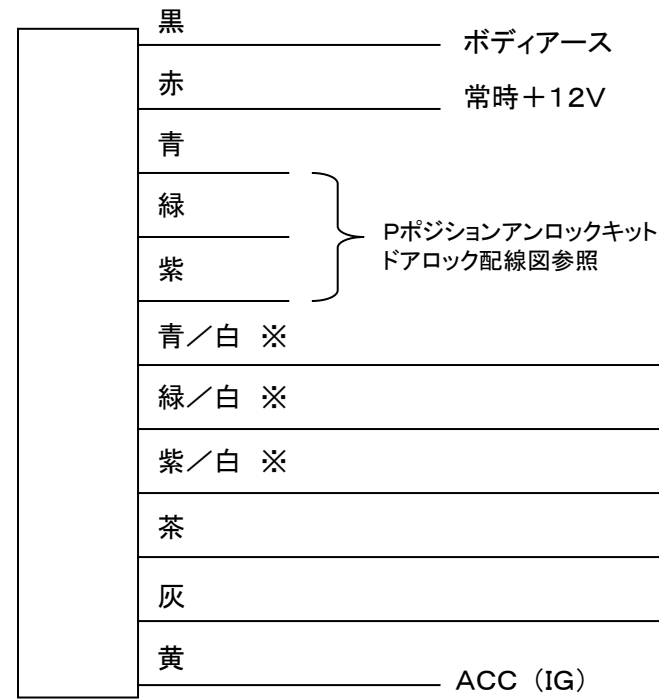 黒
ボディアース
赤
常時＋１２Ｖ
青
緑
Ｐポジションアンロックキット
ドアロック配線図参照
紫
青／白　※
緑／白　※
紫／白　※
茶
灰
黄
ＡＣＣ（ＩＧ）